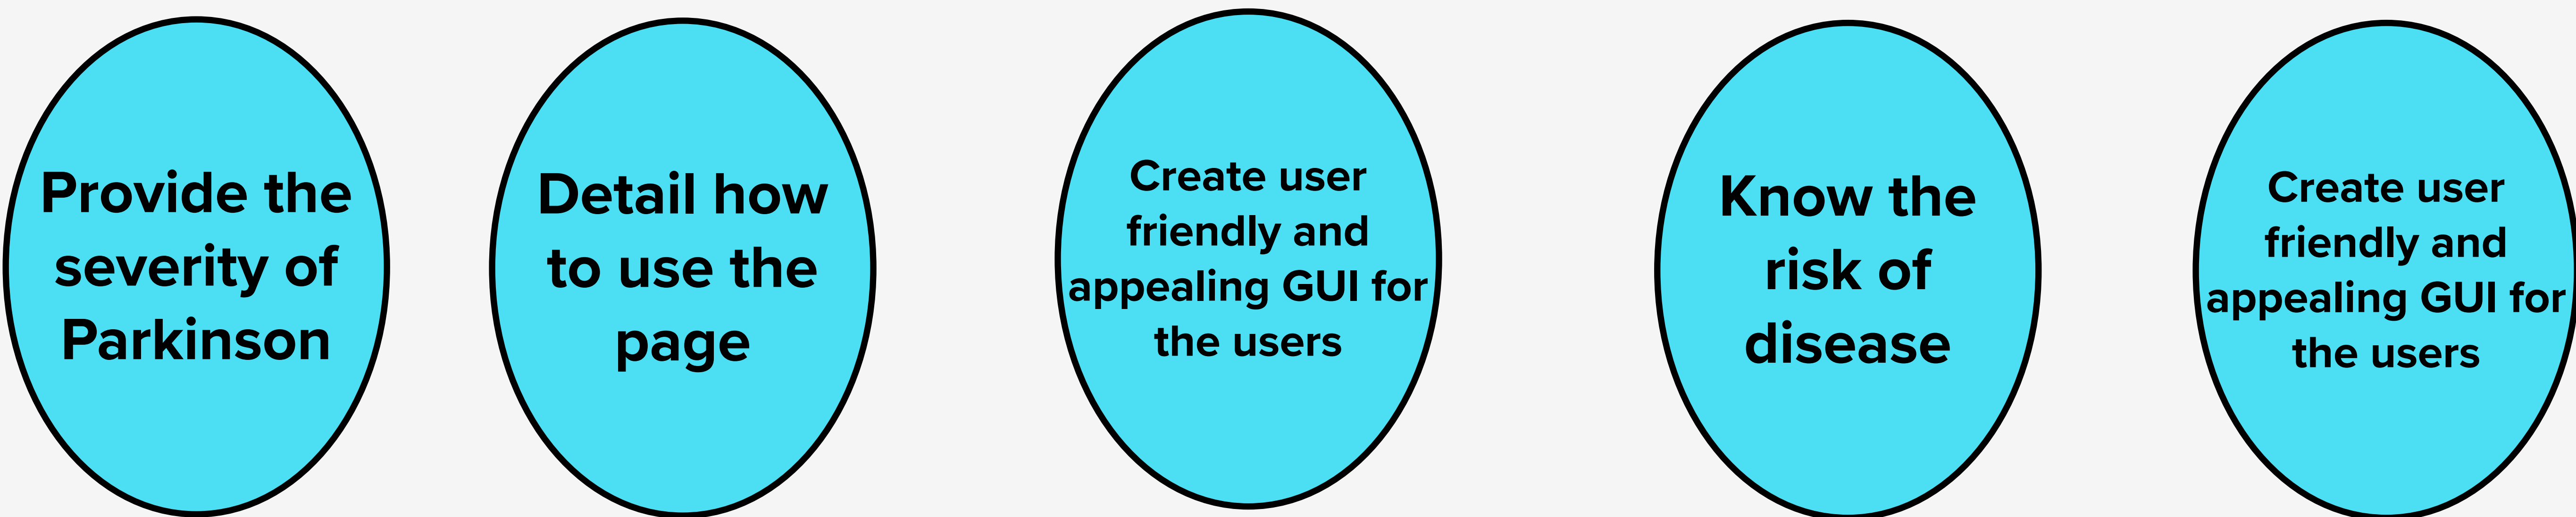 Provide the
severity of
Parkinson
Detail how
to use the
page
Create user
friendly and
appealing GUI for
the users
Know the
risk of
disease
Create user
friendly and
appealing GUI for
the users